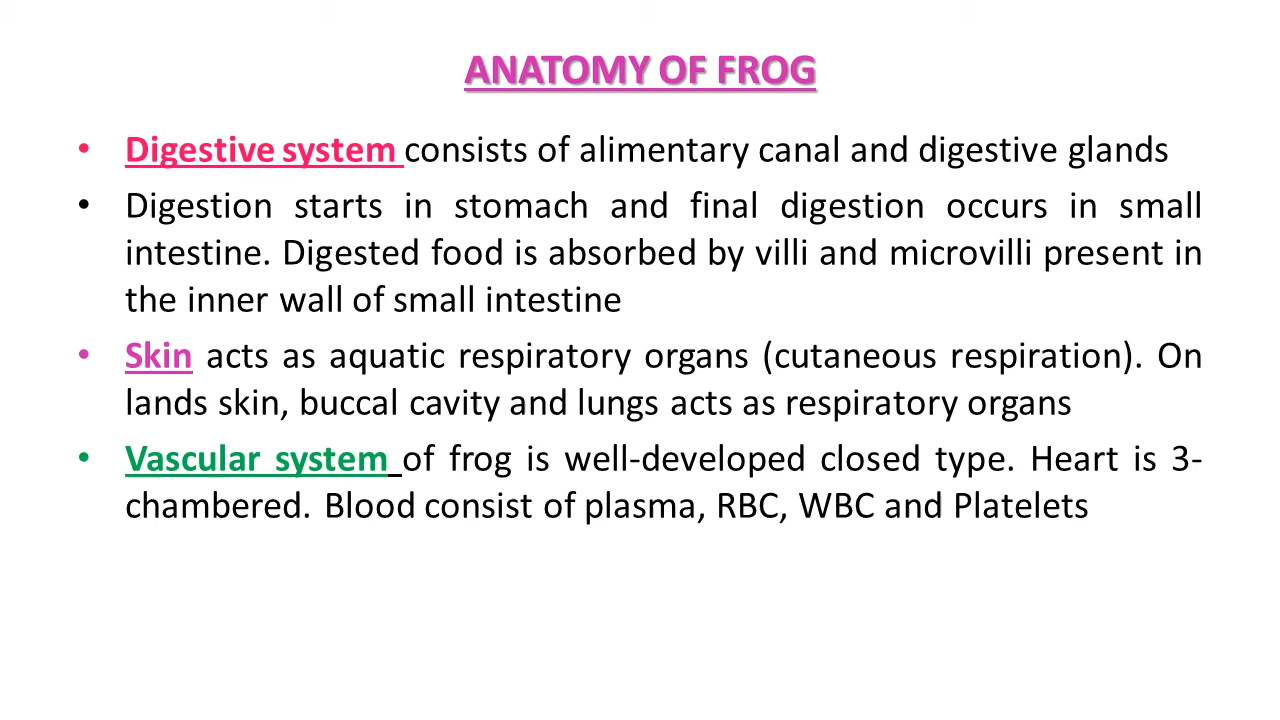 ANATOMY OF FROG
• Digestive system consists of alimentary canal and digestive glands
• Digestion starts in stomach and final digestion occurs in small
intestine. Digested food is absorbed by villi and microvilli present in
the inner wall of small intestine
• Skin acts as aquatic respiratory organs (cutaneous respiration). On
lands skin, buccal cavity and lungs acts as respiratory organs
• Vascular system of frog is well-developed closed type. Heart is 3-
chambered. Blood consist of plasma, RBC, WBC and Platelets